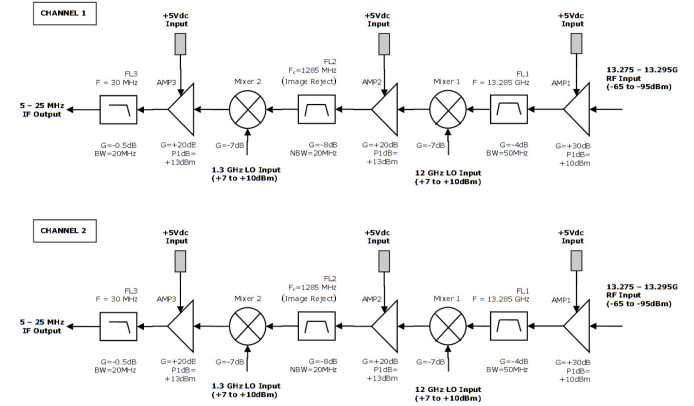 CHANNEL 1
+5Vdc
Input
+5Vdc
Input
+5Vdc
Input
FL3
F = 30 MHz
AMP3
Mixer 2
FL2
Fc=1285 MHz
(Image Reject)
AMP2
Mixer 1
FL1
F = 13.285 GHz
AMP1
13.275 – 13.295G
RF Input
(-65 to -95dBm)
5 – 25 MHz
IF Output
G=-0.5dB
BW=20MHz
G=+20dB
P1dB=
+13dBm
G=-7dB
G=-8dB
NBW=20MHz
G=+20dB
P1dB=
+13dBm
G=-7dB
G=-4dB
BW=50MHz
G=+30dB
P1dB=
+10dBm
1.3 GHz LO Input
(+7 to +10dBm)
12 GHz LO Input
(+7 to +10dBm)
CHANNEL 2
+5Vdc
Input
+5Vdc
Input
+5Vdc
Input
FL3
F = 30 MHz
AMP3
Mixer 2
FL2
Fc=1285 MHz
(Image Reject)
AMP2
Mixer 1
FL1
F = 13.285 GHz
AMP1
13.275 – 13.295G
RF Input
(-65 to -95dBm)
5 – 25 MHz
IF Output
G=-0.5dB
BW=20MHz
G=+20dB
P1dB=
+13dBm
G=-7dB
G=-8dB
NBW=20MHz
G=+20dB
P1dB=
+13dBm
G=-7dB
G=-4dB
BW=50MHz
G=+30dB
P1dB=
+10dBm
1.3 GHz LO Input
(+7 to +10dBm)
12 GHz LO Input
(+7 to +10dBm)